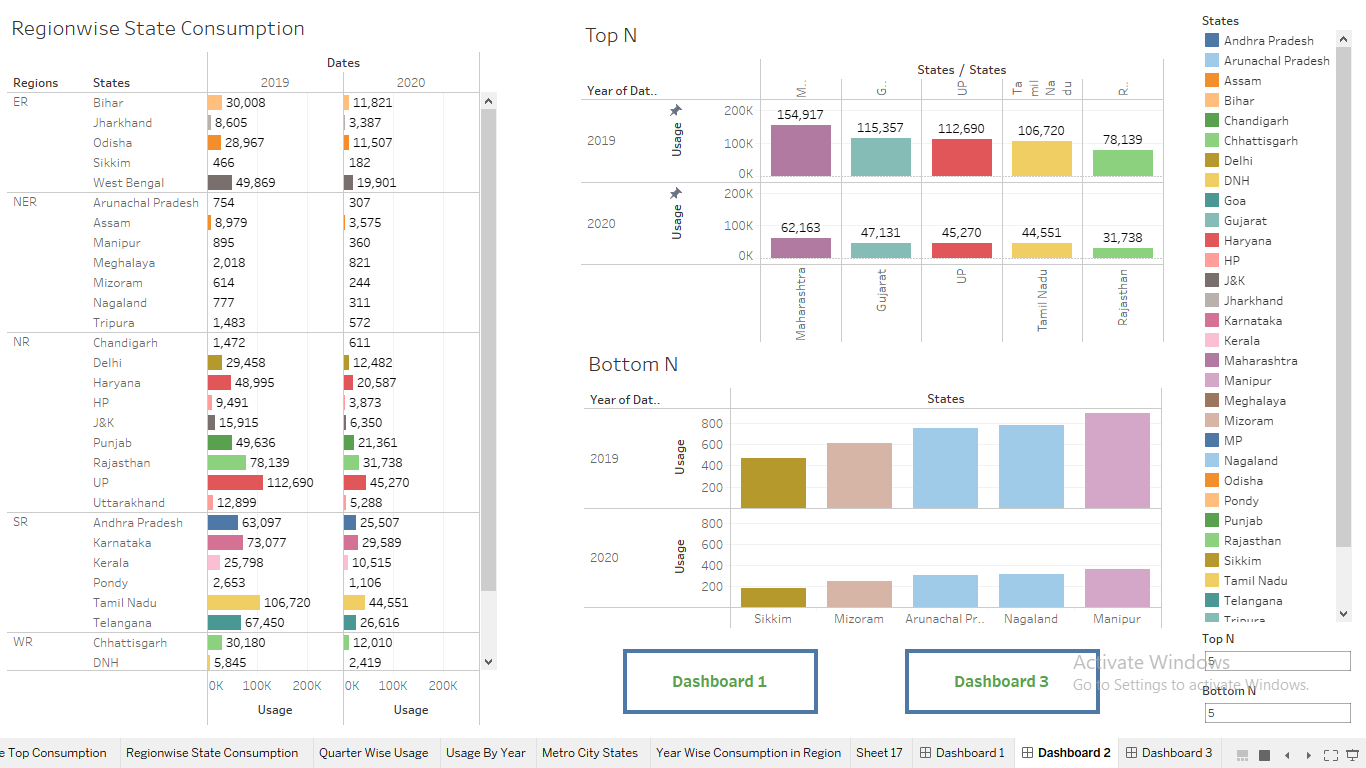 Regionwise State Consumption
Dates
Regions States 2019 2020
ER Bihar 30,008 11,821
Jharkhand 8,605 3,387
Odisha 28,967 11,507
Sikkim 466 182
West Bengal 49,869 19,901
NER Arunachal Pradesh 754 307
Assam 8,979 3,575
Manipur 895 360
Meghalaya 2,018 821
Mizoram 614 244
Nagaland 777 311
Tripura 1,483 572
NR Chandigarh 1,472 611
Delhi 29,458 12,482
Haryana 48,995 20,587
HP 9,491 3,873
J&K 15,915 6,350
Punjab 49,636 21,361
Rajasthan 78,139 31,738
UP 112,690 45,270
Uttarakhand 12,899 5,288
SR Andhra Pradesh 63,097 25,507
Karnataka 73,077 29,589
Kerala 25,798 10,515
Pondy 2,653 1,106
Tamil Nadu 106,720 44,551
Telangana 67,450 26,616
WR Chhattisgarh 30,180 12,010
DNH 5,845 2,419
0K 100K 200K 0K 100K 200K
Usage Usage
Top N
States / States
Year of Dat.. M.. G.. UP Ta mil Na du R..
2019
Usage
200K
100K
0K
154,917 115,357 112,690 106,720 78,139
2020
Usage
200K
100K
0K
62,163 47,131 45,270 44,551 31,738
Maharashtra Gujarat UP Tamil Nadu Rajasthan
Bottom N
Year of Dat.. States
2019
Usage
800
600
400
200
2020
Usage
800
600
400
200
Sikkim Mizoram Arunachal Pr.. Nagaland Manipur
Dashboard 1 Dashboard 3
States
Andhra Pradesh
Arunachal Pradesh
Assam
Bihar
Chandigarh
Chhattisgarh
Delhi
DNH
Goa
Gujarat
Haryana
HP
J&K
Jharkhand
Karnataka
Kerala
Maharashtra
Manipur
Meghalaya
Mizoram
MP
Nagaland
Odisha
Pondy
Punjab
Rajasthan
Sikkim
Tamil Nadu
Telangana
Tripura
Top N
5
Bottom N
5
Activate Windows
Go to Settings to activate Windows.
e Top Consumption Regionwise State Consumption Quarter Wise Usage Usage By Year Metro City States Year Wise Consumption in Region Sheet 17 Dashboard 1 Dashboard 2 Dashboard 3